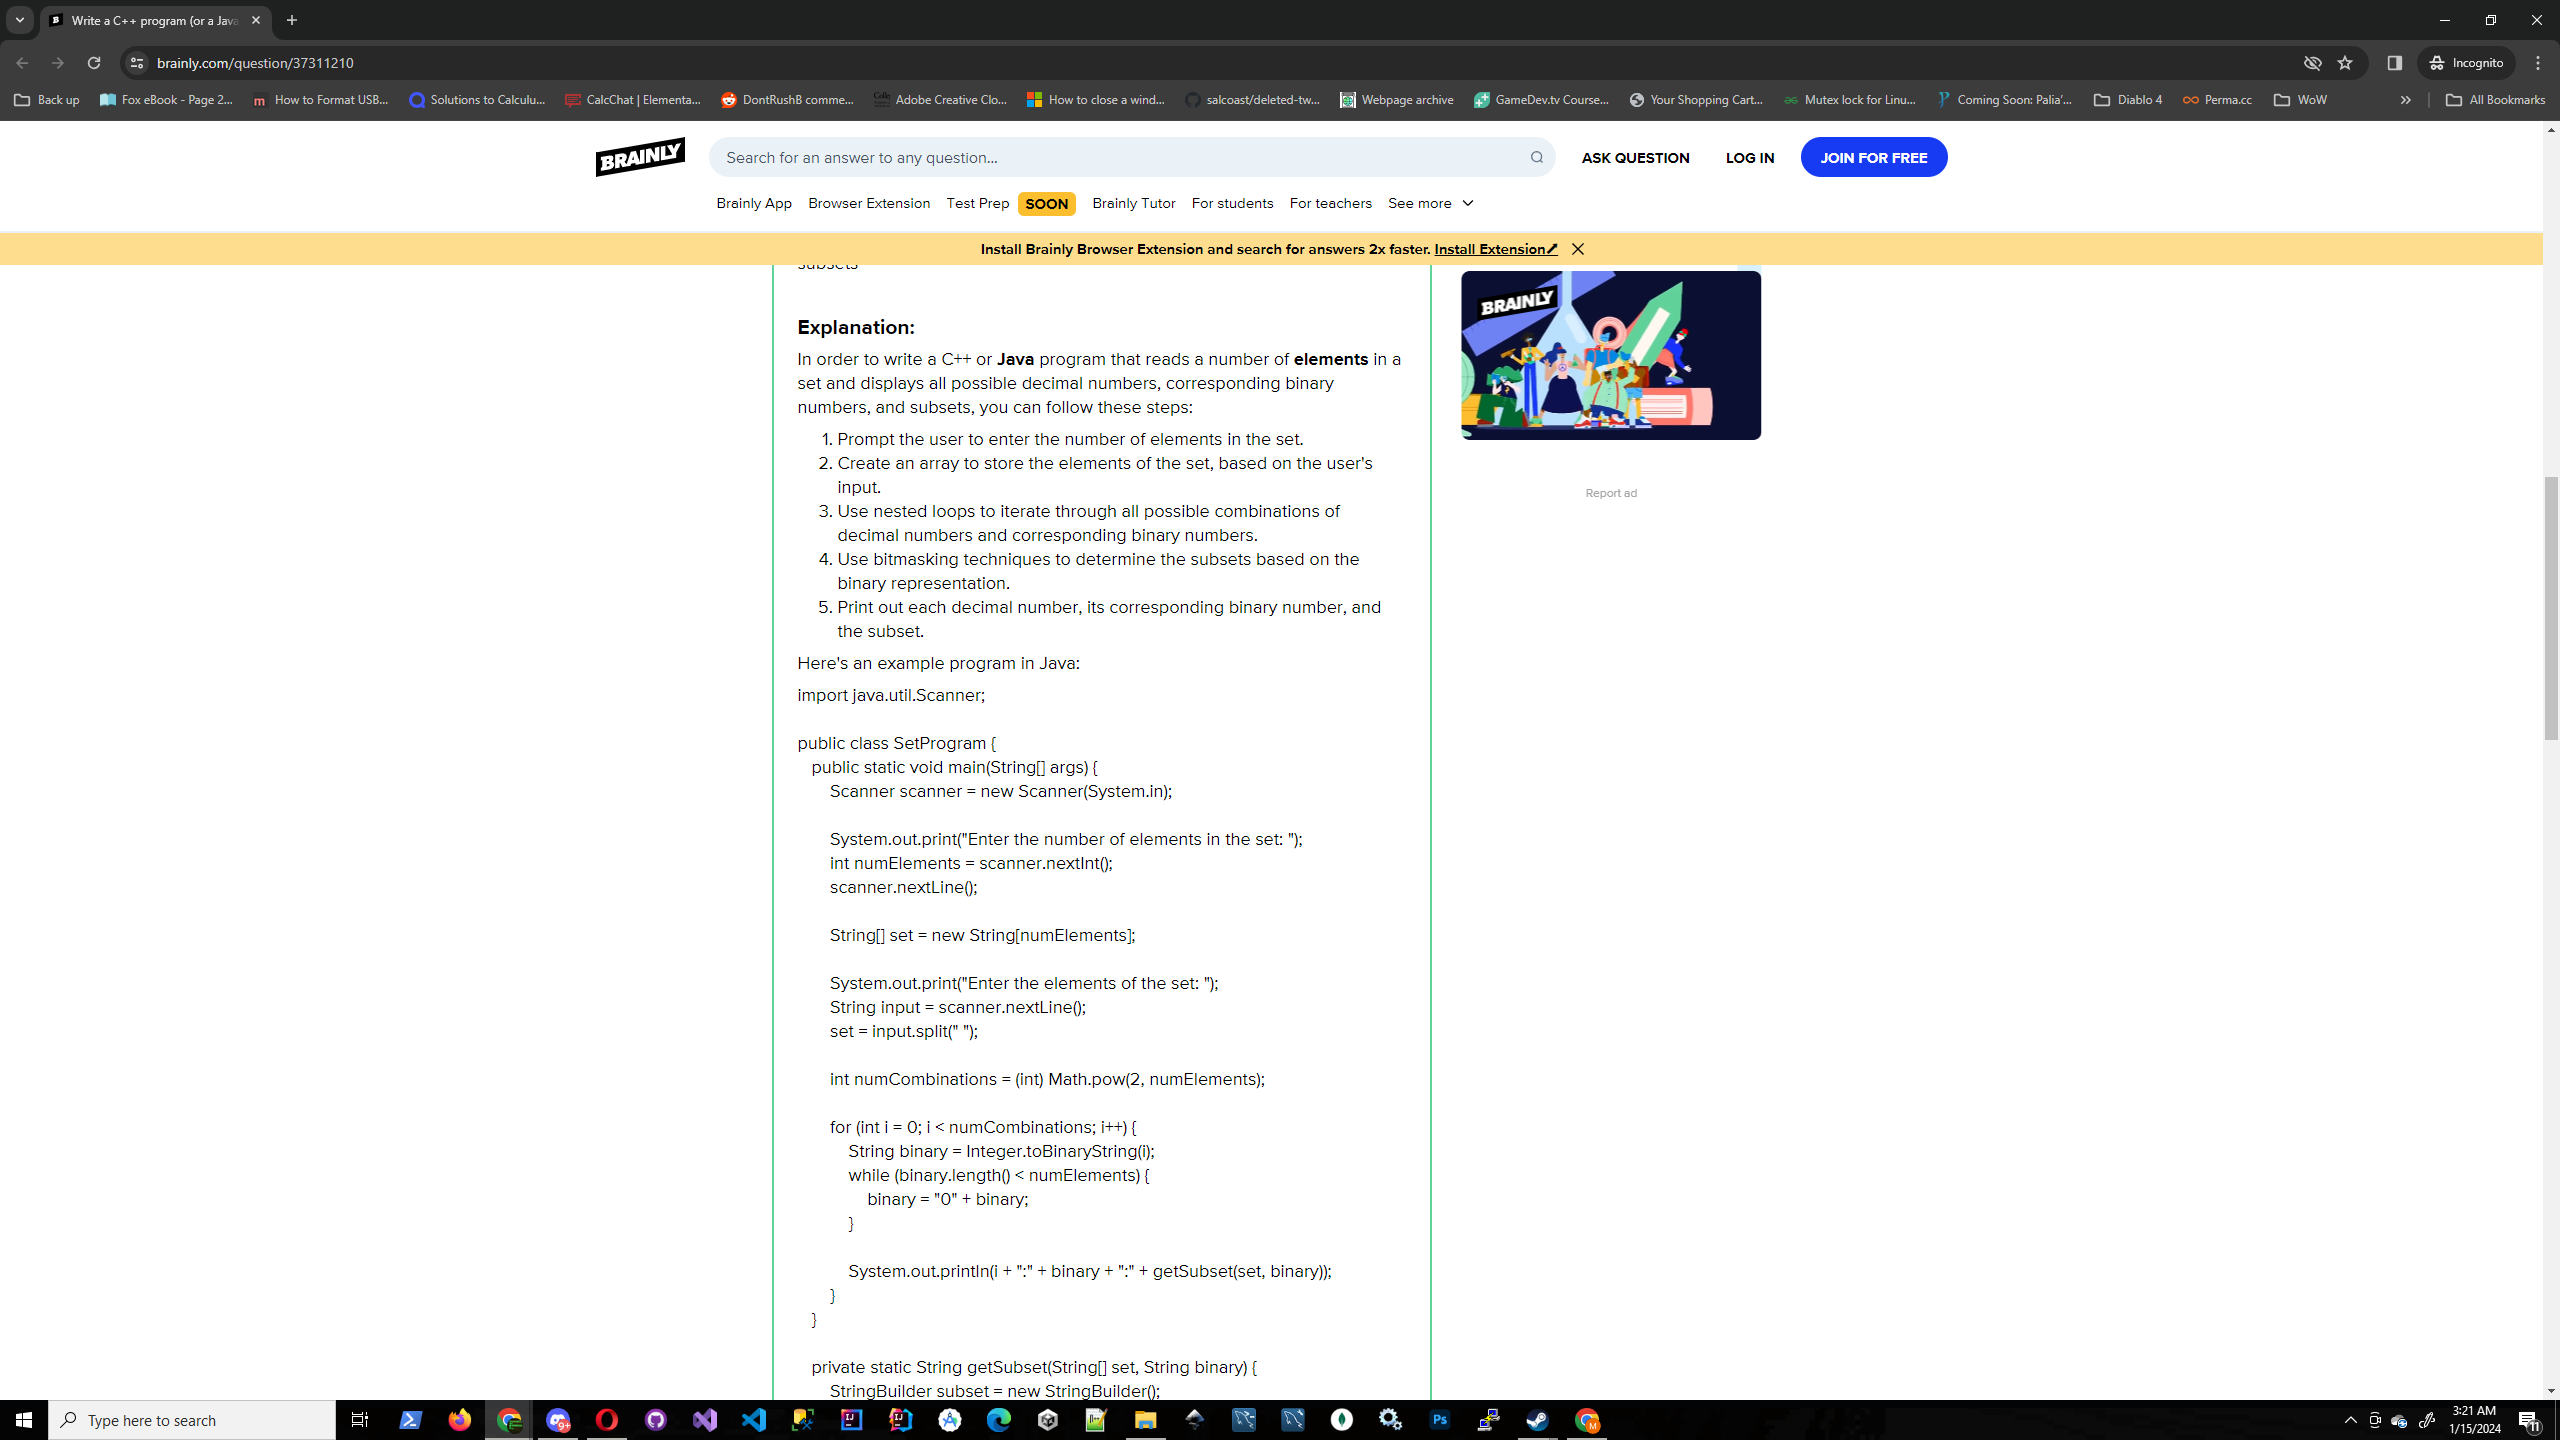 Write a C++ program (or a Java
brainly.com/question/37311210
Incognito
Back up
Fox eBook - Page 2...
How to Format USB...
Solutions to Calculu...
CalcChat | Elementa...
DontRushB comme...
Adobe Creative Clo...
How to close a wind...
salcoast/deleted-tw...
Webpage archive
GameDev.tv Course...
Your Shopping Cart...
Mutex lock for Linu...
Coming Soon: Palia'...
Diablo 4
Perma.cc
WoW
All Bookmarks
BRAINLY
Search for an answer to any question...
ASK QUESTION
LOG IN
JOIN FOR FREE
Brainly App
Browser Extension
Test Prep
SOON
Brainly Tutor
For students
For teachers
See more
Install Brainly Browser Extension and search for answers 2x faster. Install Extension
subsets
Explanation:
In order to write a C++ or Java program that reads a number of elements in a
set and displays all possible decimal numbers, corresponding binary
numbers, and subsets, you can follow these steps:
1. Prompt the user to enter the number of elements in the set.
2. Create an array to store the elements of the set, based on the user's
input.
3. Use nested loops to iterate through all possible combinations of
decimal numbers and corresponding binary numbers.
4. Use bitmasking techniques to determine the subsets based on the
binary representation.
5. Print out each decimal number, its corresponding binary number, and
the subset.
Here's an example program in Java:
import java.util.Scanner;
public class SetProgram {
public static void main(String[] args) {
Scanner scanner = new Scanner(System.in);
System.out.print("Enter the number of elements in the set: ");
int numElements = scanner.nextInt();
scanner.nextLine();
String[] set = new String[numElements];
System.out.print("Enter the elements of the set: ");
String input = scanner.nextLine();
set = input.split(" ");
int numCombinations = (int) Math.pow(2, numElements);
for (int i = 0; i < numCombinations; i++) {
String binary = Integer.toBinaryString(i);
while (binary.length() < numElements) {
binary = "0" + binary;
}
System.out.println(i + ":" + binary + ":" + getSubset(set, binary));
}
}
private static String getSubset(String[] set, String binary) {
StringBuilder subset = new StringBuilder();
BRAINLY
Report ad
Type here to search
3:21 AM
1/15/2024
11